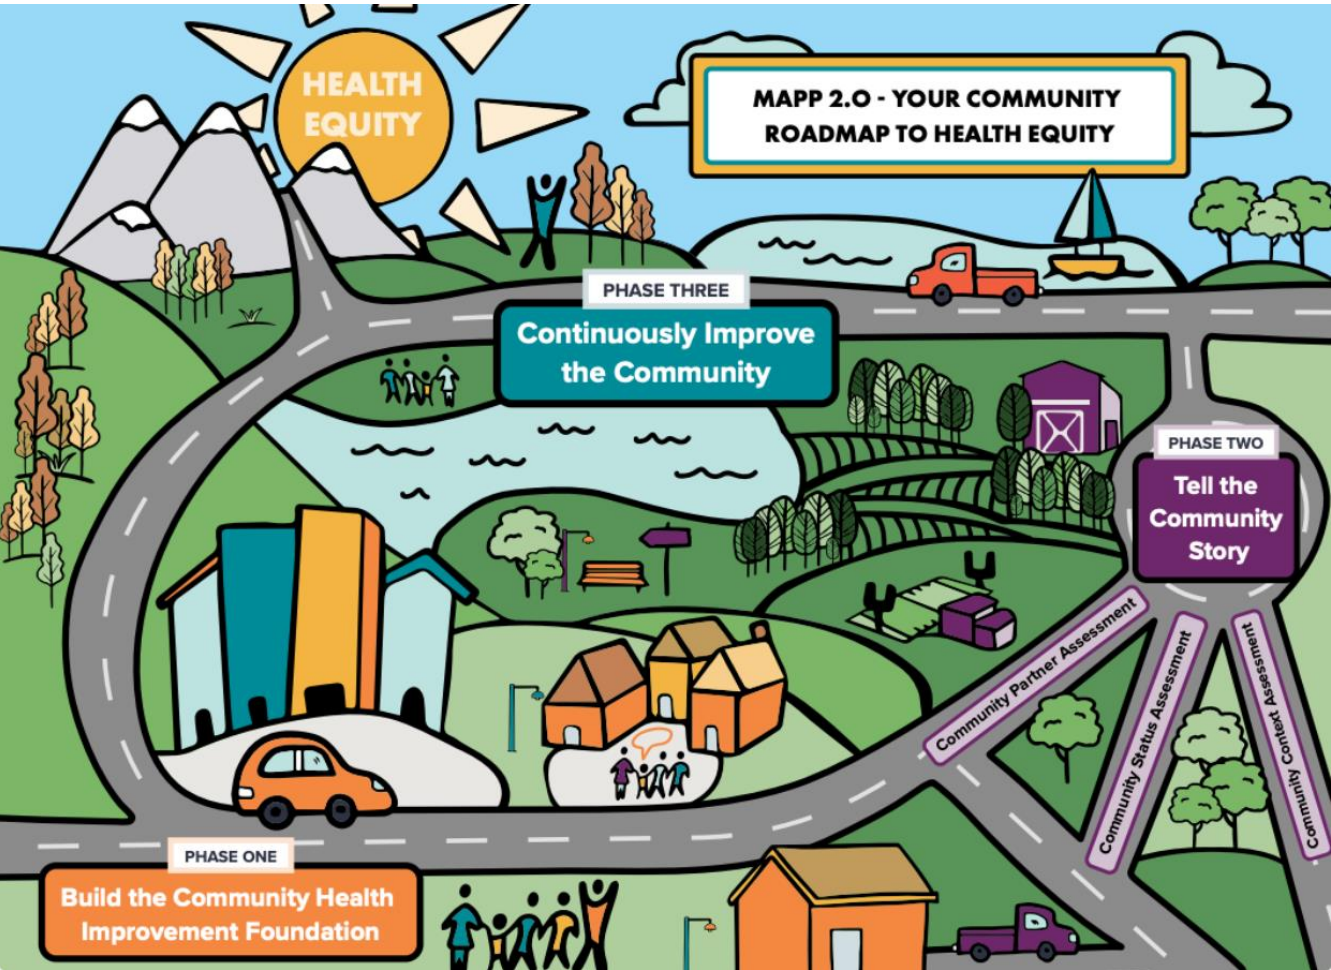 HEALTH
EQUITY
MAPP 2.0 - YOUR COMMUNITY
ROADMAP TO HEALTH EQUITY
PHASE THREE
Continuously Improve
the Community
PHASE TWO
Tell the
Community
Story
Community Partner Assessment
Community Status Assessment
Community Context Assessment
PHASE ONE
Build the Community Health
Improvement Foundation